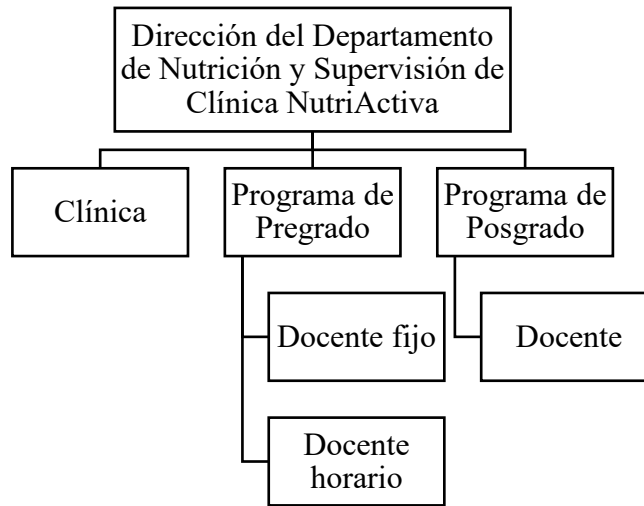 Dirección del Departamento
de Nutrición y Supervisión de
Clínica NutriActiva
Clínica
Programa de
Pregrado
Programa de
Posgrado
Docente fijo
Docente
Docente
horario